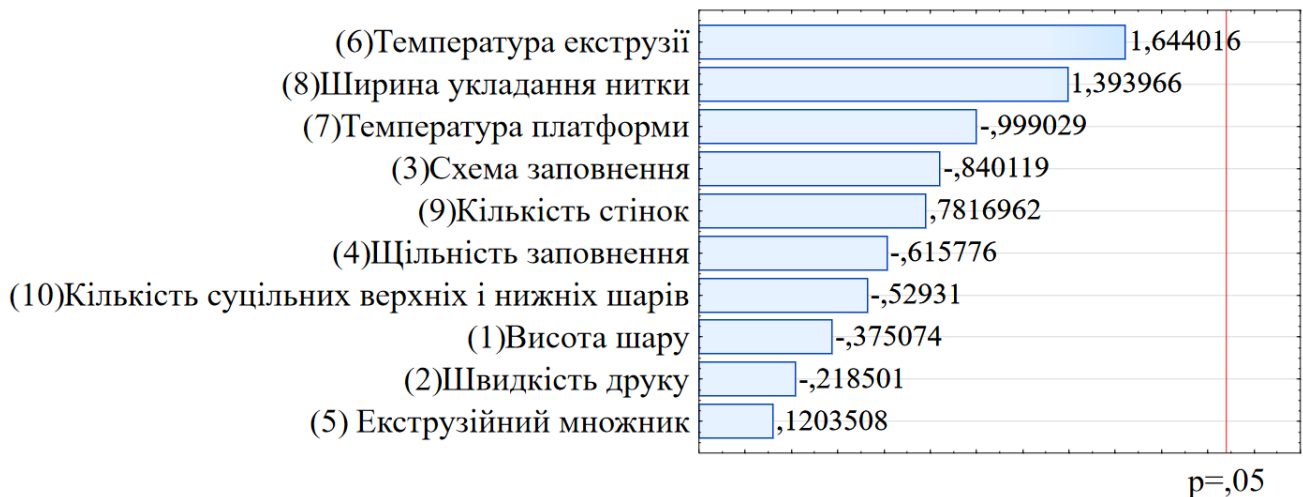 (6)Температура екструзії 1,644016
(8)Ширина укладання нитки 1,393966
(7)Температура платформи -,999029
(3)Схема заповнення -,840119
(9)Кількість стінок ,7816962
(4)Щільність заповнення -,615776
(10)Кількість суцільних верхніх і нижніх шарів -,52931
(1)Висота шару -,375074
(2)Швидкість друку -,218501
(5) Екструзійний множник ,1203508
p=,05